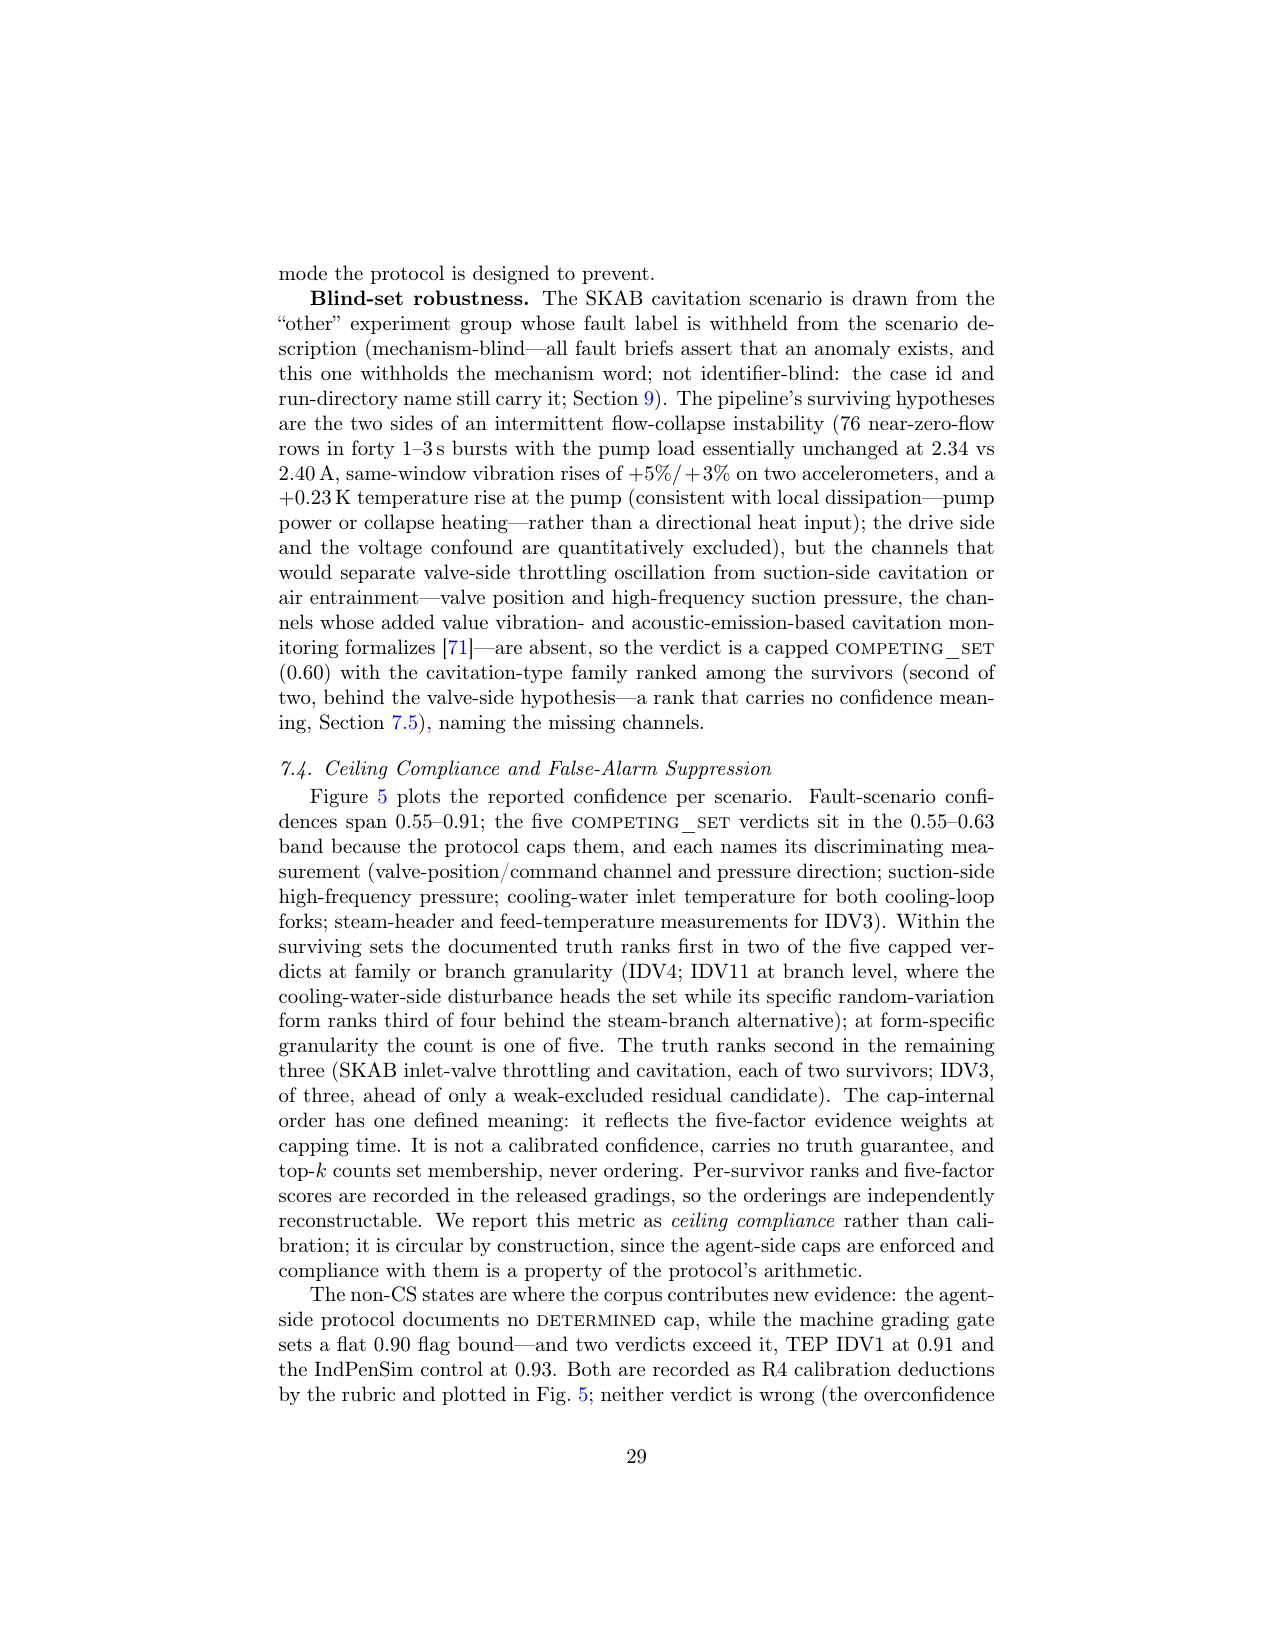 mode the protocol is designed to prevent.
Blind-set robustness. The SKAB cavitation scenario is drawn from the
“other” experiment group whose fault label is withheld from the scenario de-
scription (mechanism-blind—all fault briefs assert that an anomaly exists, and
this one withholds the mechanism word; not identifier-blind: the case id and
run-directory name still carry it; Section 9). The pipeline’s surviving hypotheses
are the two sides of an intermittent flow-collapse instability (76 near-zero-flow
rows in forty 1–3 s bursts with the pump load essentially unchanged at 2.34 vs
2.40 A, same-window vibration rises of +5%/+3% on two accelerometers, and a
+0.23 K temperature rise at the pump (consistent with local dissipation—pump
power or collapse heating—rather than a directional heat input); the drive side
and the voltage confound are quantitatively excluded), but the channels that
would separate valve-side throttling oscillation from suction-side cavitation or
air entrainment—valve position and high-frequency suction pressure, the chan-
nels whose added value vibration- and acoustic-emission-based cavitation mon-
itoring formalizes [71]—are absent, so the verdict is a capped COMPETING_SET
(0.60) with the cavitation-type family ranked among the survivors (second of
two, behind the valve-side hypothesis—a rank that carries no confidence mean-
ing, Section 7.5), naming the missing channels.
7.4. Ceiling Compliance and False-Alarm Suppression
Figure 5 plots the reported confidence per scenario. Fault-scenario confi-
dences span 0.55–0.91; the five COMPETING_SET verdicts sit in the 0.55–0.63
band because the protocol caps them, and each names its discriminating mea-
surement (valve-position/command channel and pressure direction; suction-side
high-frequency pressure; cooling-water inlet temperature for both cooling-loop
forks; steam-header and feed-temperature measurements for IDV3). Within the
surviving sets the documented truth ranks first in two of the five capped ver-
dicts at family or branch granularity (IDV4; IDV11 at branch level, where the
cooling-water-side disturbance heads the set while its specific random-variation
form ranks third of four behind the steam-branch alternative); at form-specific
granularity the count is one of five. The truth ranks second in the remaining
three (SKAB inlet-valve throttling and cavitation, each of two survivors; IDV3,
of three, ahead of only a weak-excluded residual candidate). The cap-internal
order has one defined meaning: it reflects the five-factor evidence weights at
capping time. It is not a calibrated confidence, carries no truth guarantee, and
top-k counts set membership, never ordering. Per-survivor ranks and five-factor
scores are recorded in the released gradings, so the orderings are independently
reconstructable. We report this metric as ceiling compliance rather than cali-
bration; it is circular by construction, since the agent-side caps are enforced and
compliance with them is a property of the protocol’s arithmetic.
The non-CS states are where the corpus contributes new evidence: the agent-
side protocol documents no DETERMINED cap, while the machine grading gate
sets a flat 0.90 flag bound—and two verdicts exceed it, TEP IDV1 at 0.91 and
the IndPenSim control at 0.93. Both are recorded as R4 calibration deductions
by the rubric and plotted in Fig. 5; neither verdict is wrong (the overconfidence
29